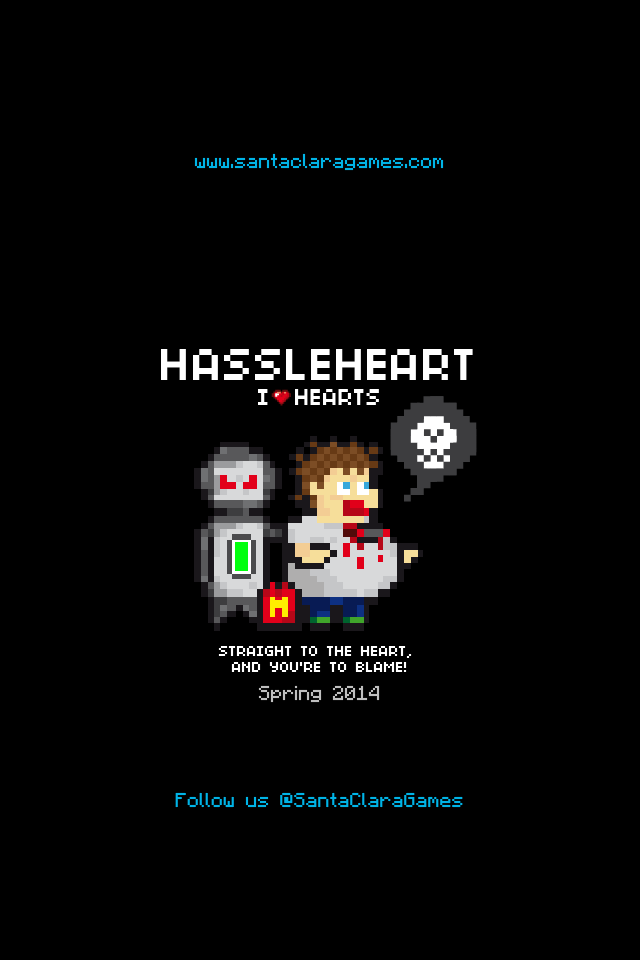 www.santaclaragames.com
HASSLEHEART
I ❤ HEARTS
M
STRAIGHT TO THE HEART,
AND YOU'RE TO BLAME!
Spring 2014
Follow us @SantaClaraGames